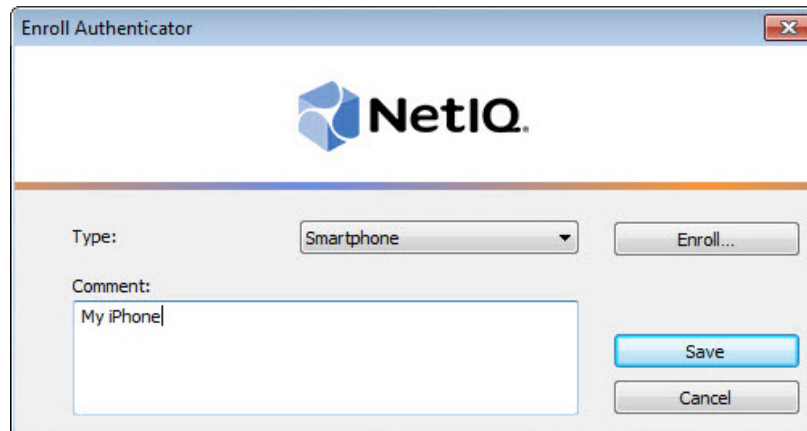 Enroll Authenticator
NetIQ.
Type:
Smartphone
Enroll...
Comment:
My iPhone
Save
Cancel